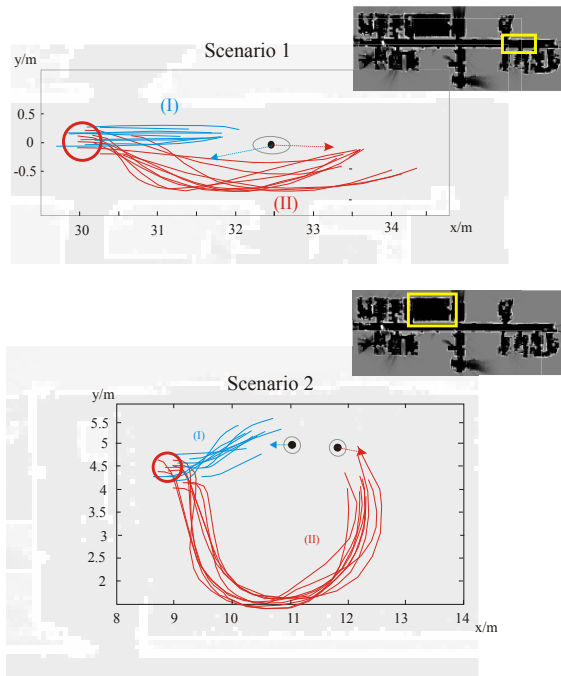 Scenario 1
y/m
(I)
0.5
0
-0.5
(II)
x/m
30 31 32 33 34
Scenario 2
y/m
5.5
(I)
5
4.5
4
3.5
3
(II)
2.5
2
8 9 10 11 12 13 14
x/m